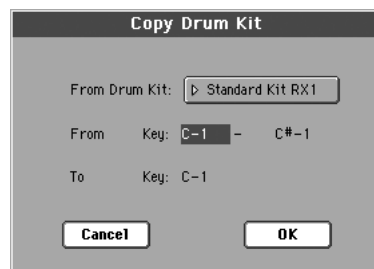 Copy Drum Kit
From Drum Kit: Standard Kit RX1
From Key: C-1 - C#-1
To Key: C-1
Cancel OK